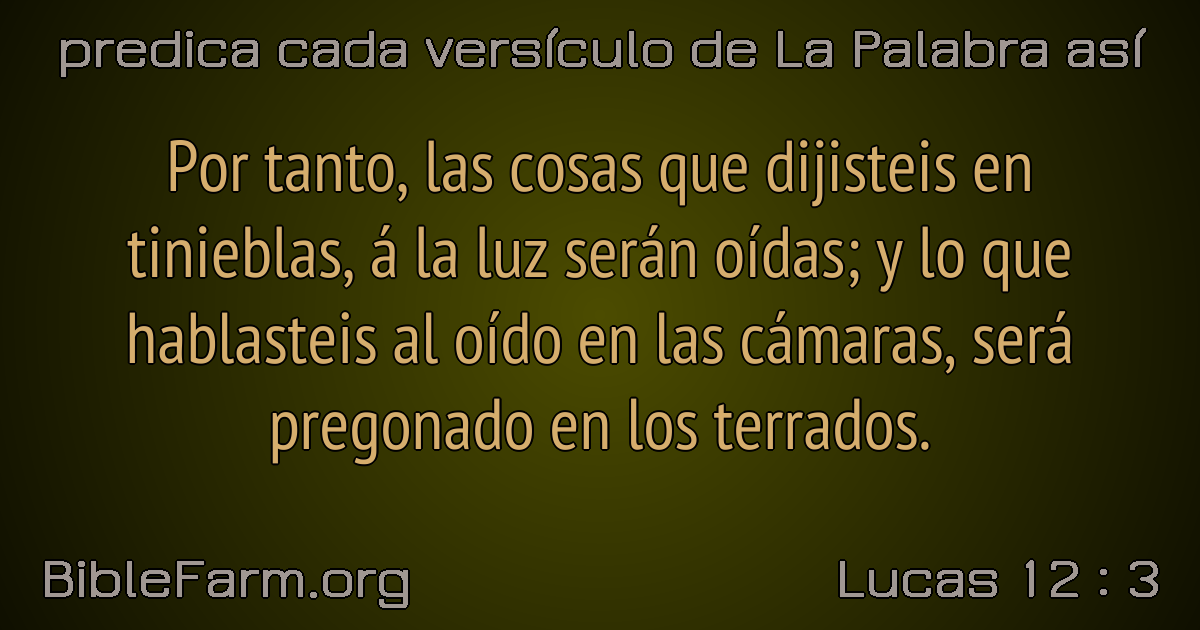 predica cada versículo de La Palabra así
Por tanto, las cosas que dijisteis en
tinieblas, á la luz serán oídas; y lo que
hablasteis al oído en las cámaras, será
pregonado en los terrados.
BibleFarm.org
Lucas 12 : 3